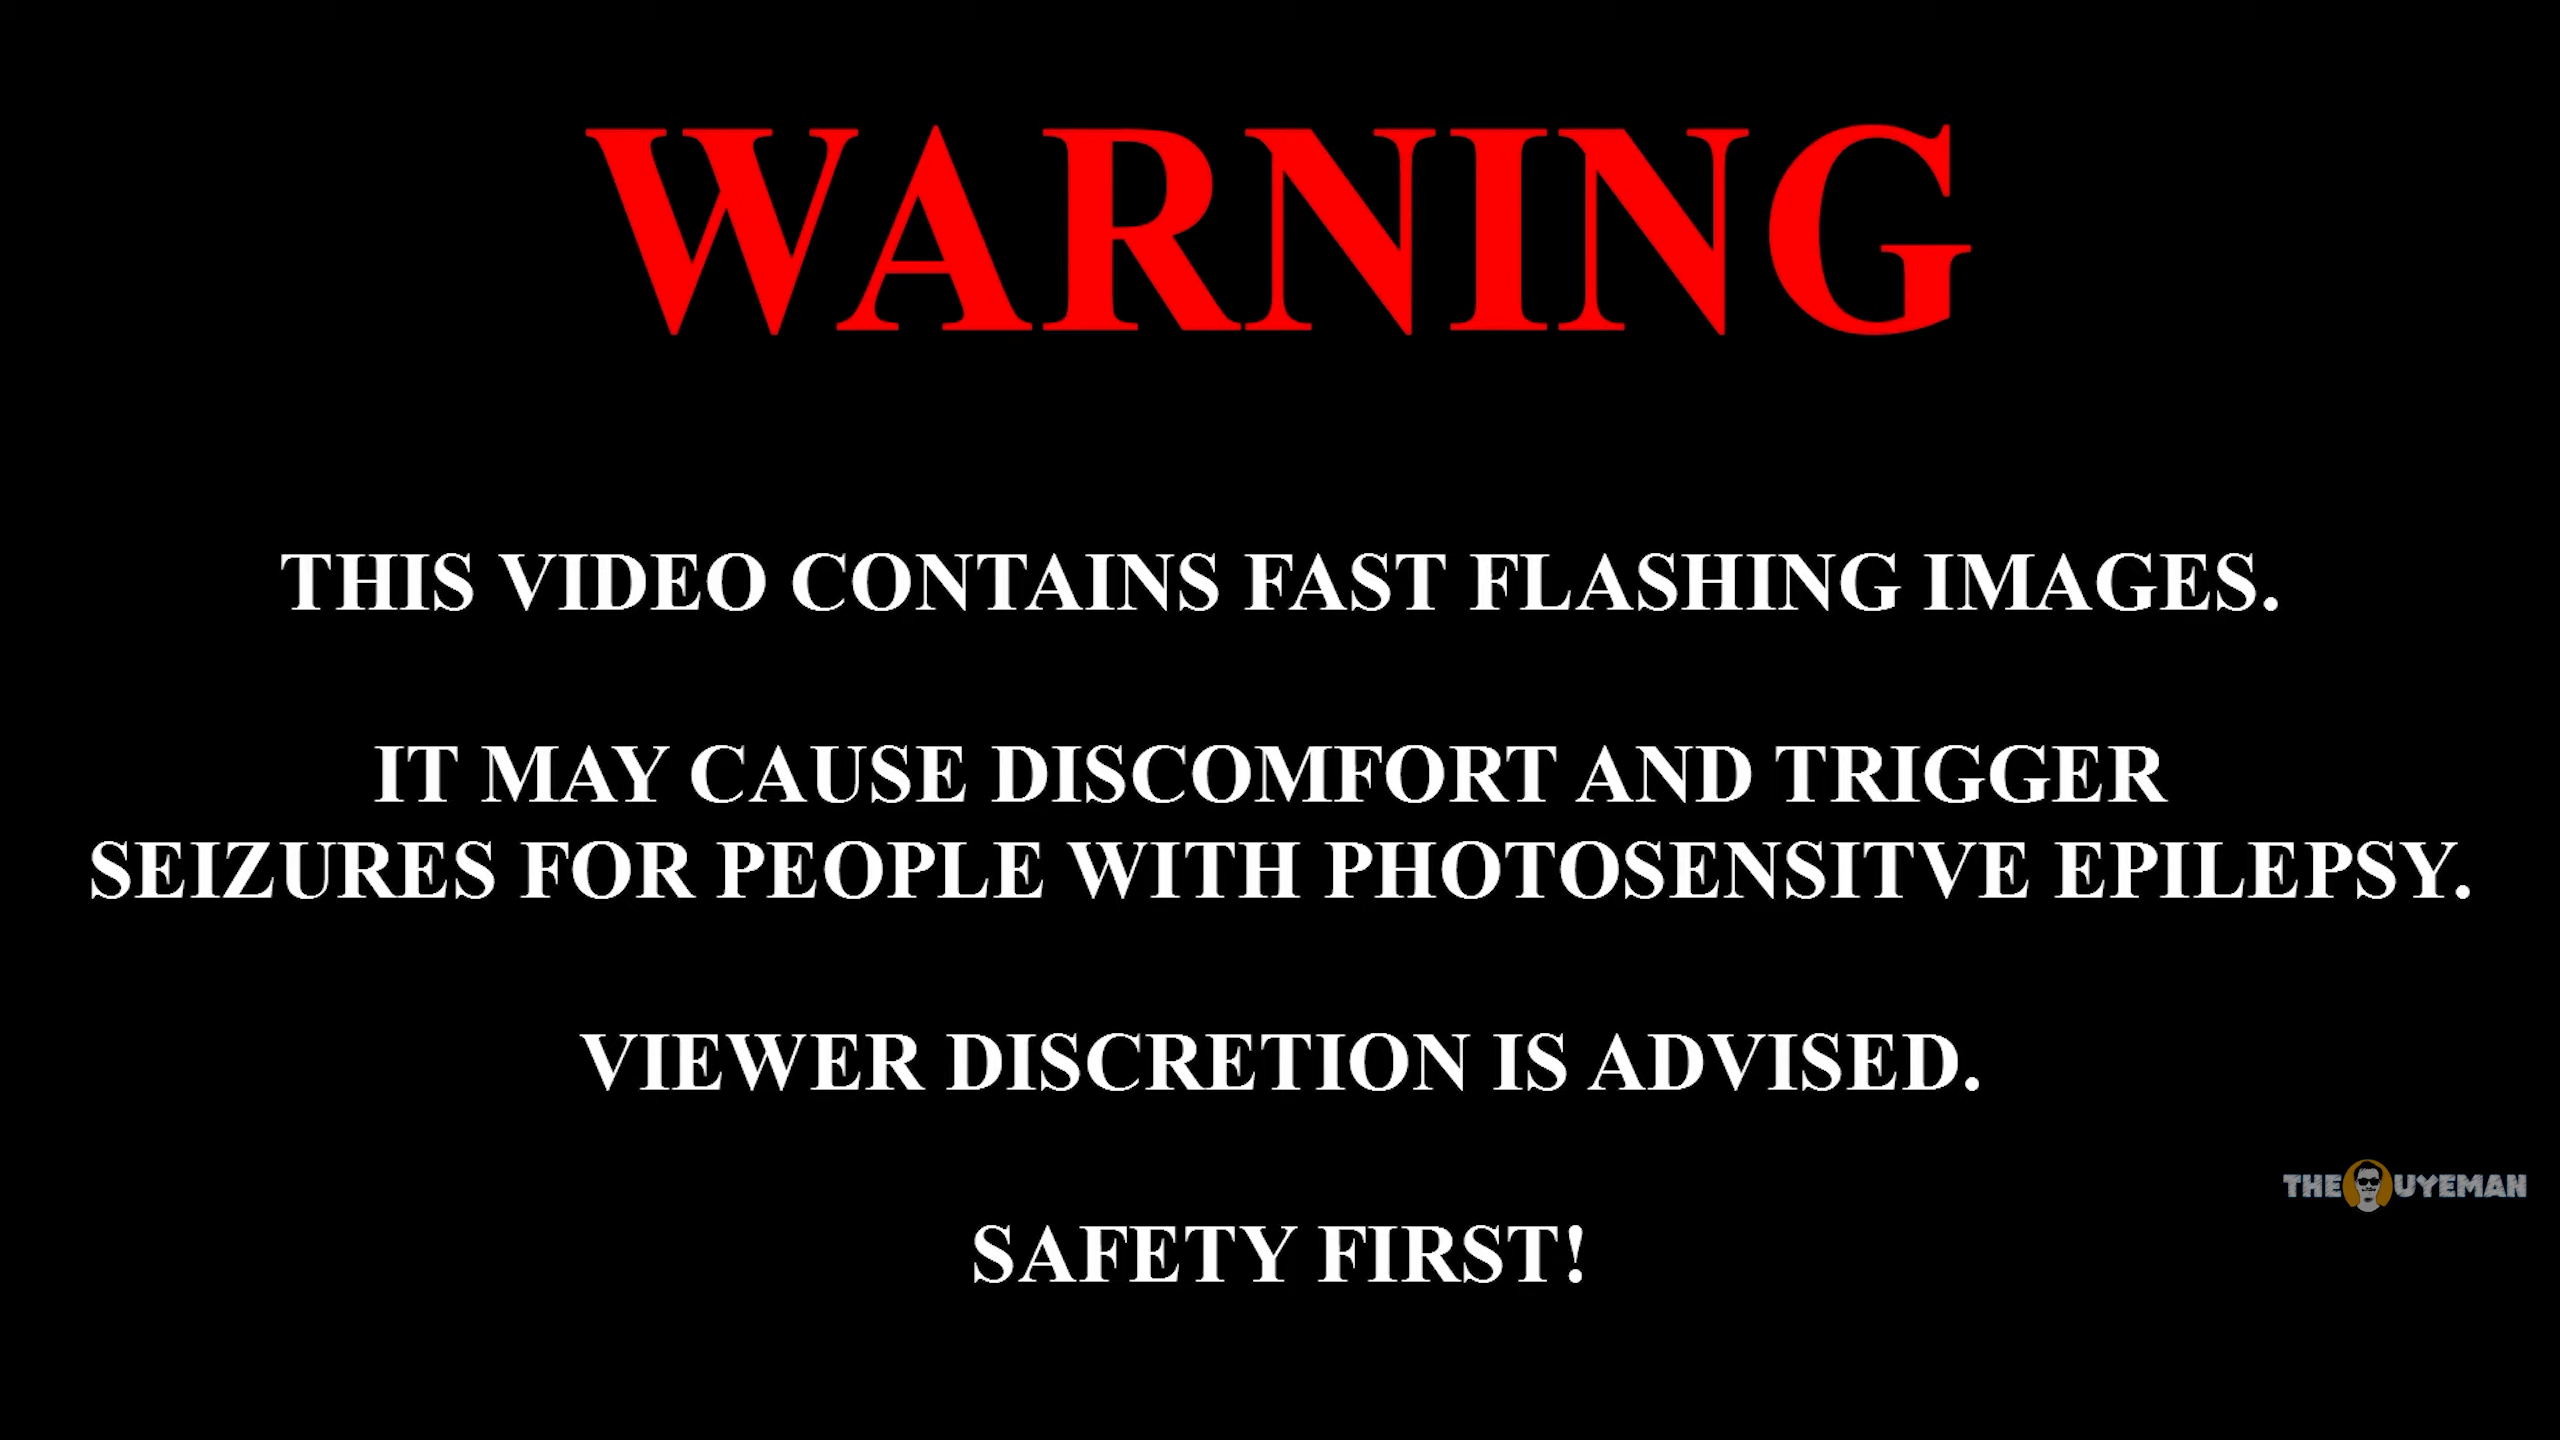 WARNING
THIS VIDEO CONTAINS FAST FLASHING IMAGES.
IT MAY CAUSE DISCOMFORT AND TRIGGER
SEIZURES FOR PEOPLE WITH PHOTOSENSITVE EPILEPSY.
VIEWER DISCRETION IS ADVISED.
THE UYEMAN
SAFETY FIRST!